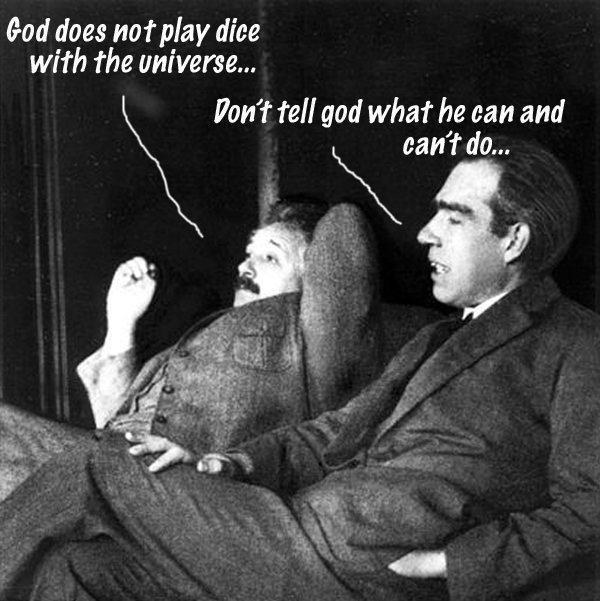 God does not play dice
with the universe...
Don't tell god what he can and
can't do...